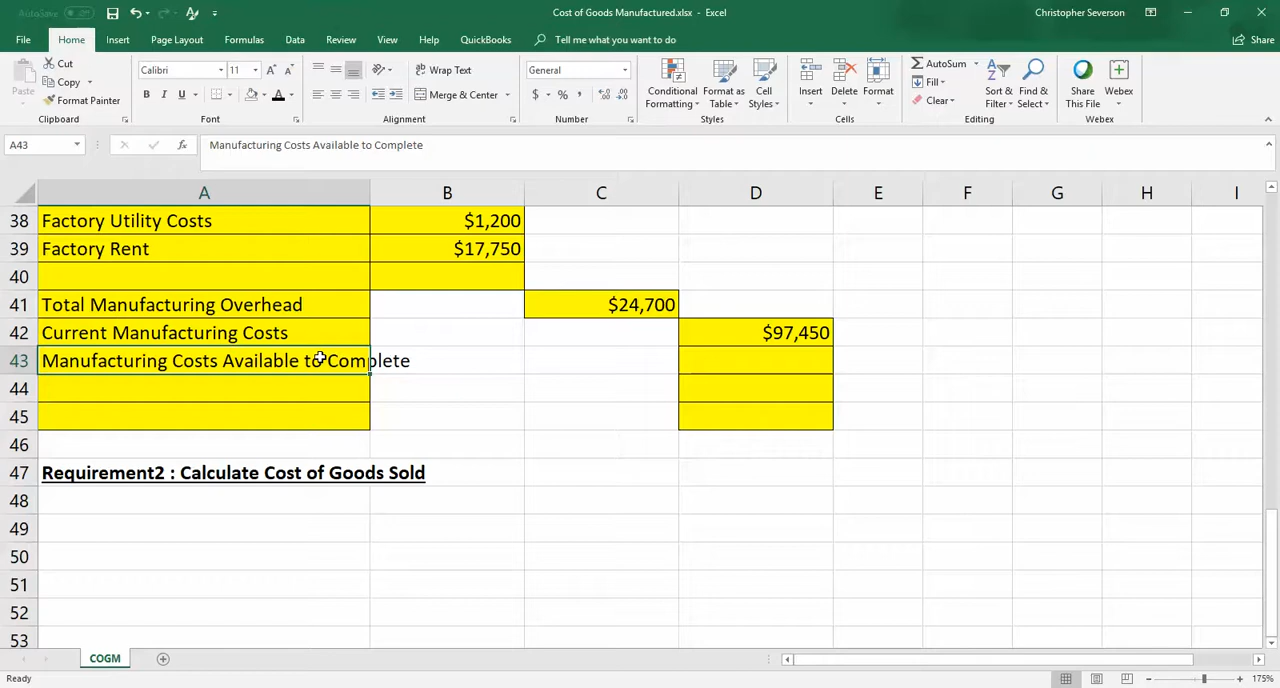 AutoSave Off Cost of Goods Manufactured.xlsx - Excel Christopher Severson
File Home Insert Page Layout Formulas Data Review View Help QuickBooks Tell me what you want to do Share
Paste Cut Copy Format Painter
Calibri 11 A A B I U A
Wrap Text Merge & Center
General $ % ,
Conditional Formatting Format as Table Cell Styles
Insert Delete Format
AutoSum Fill Clear
Sort & Filter Find & Select
Share This File Webex
Clipboard Font Alignment Number Styles Cells Editing Webex
A43 fx Manufacturing Costs Available to Complete
A B C D E F G H I
38 Factory Utility Costs $1,200
39 Factory Rent $17,750
40
41 Total Manufacturing Overhead $24,700
42 Current Manufacturing Costs $97,450
43 Manufacturing Costs Available to Complete
44
45
46
47 Requirement2 : Calculate Cost of Goods Sold
48
49
50
51
52
53
COGM
Ready 175%